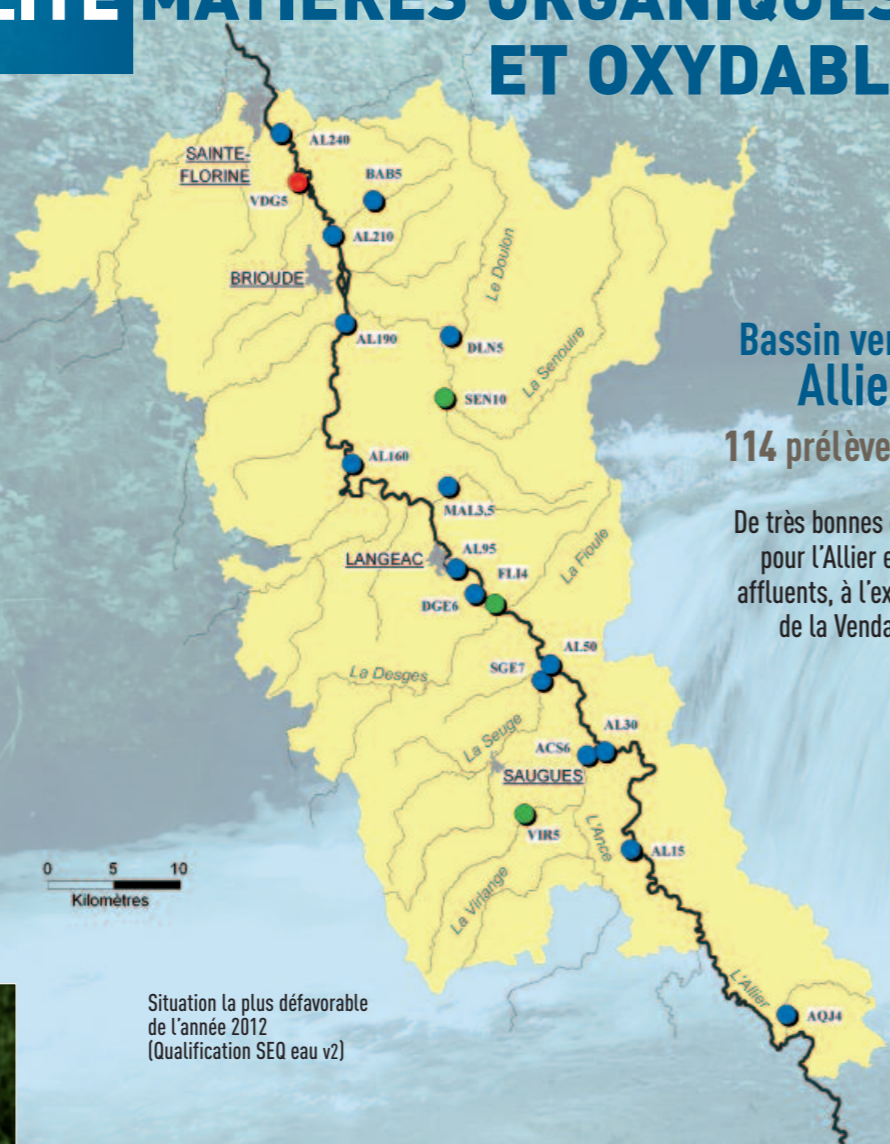 LITÉ MATIÈRES ORGANIQUES
ET OXYDABL
AL240
SAINTE-
FLORINE
BAB5
VDG5
AL210
Le Doulon
BRIOUDE
AL190
DLN5
La Senouire
SEN10
Bassin ver
Allie
114 prélève
AL160
MAL3.5
De très bonnes
pour l'Allier e
affluents, à l'ex
de la Venda
LANGEAC
AL95
FLI4
La Fioule
DGE6
AL50
SGE7
La Desges
La Seuge
AL30
ACS6
SAUGUES
VIR5
L'Ance
AL15
La Virlange
0 5 10
Kilomètres
L'Allier
AQJ4
Situation la plus défavorable
de l'année 2012
(Qualification SEQ eau v2)